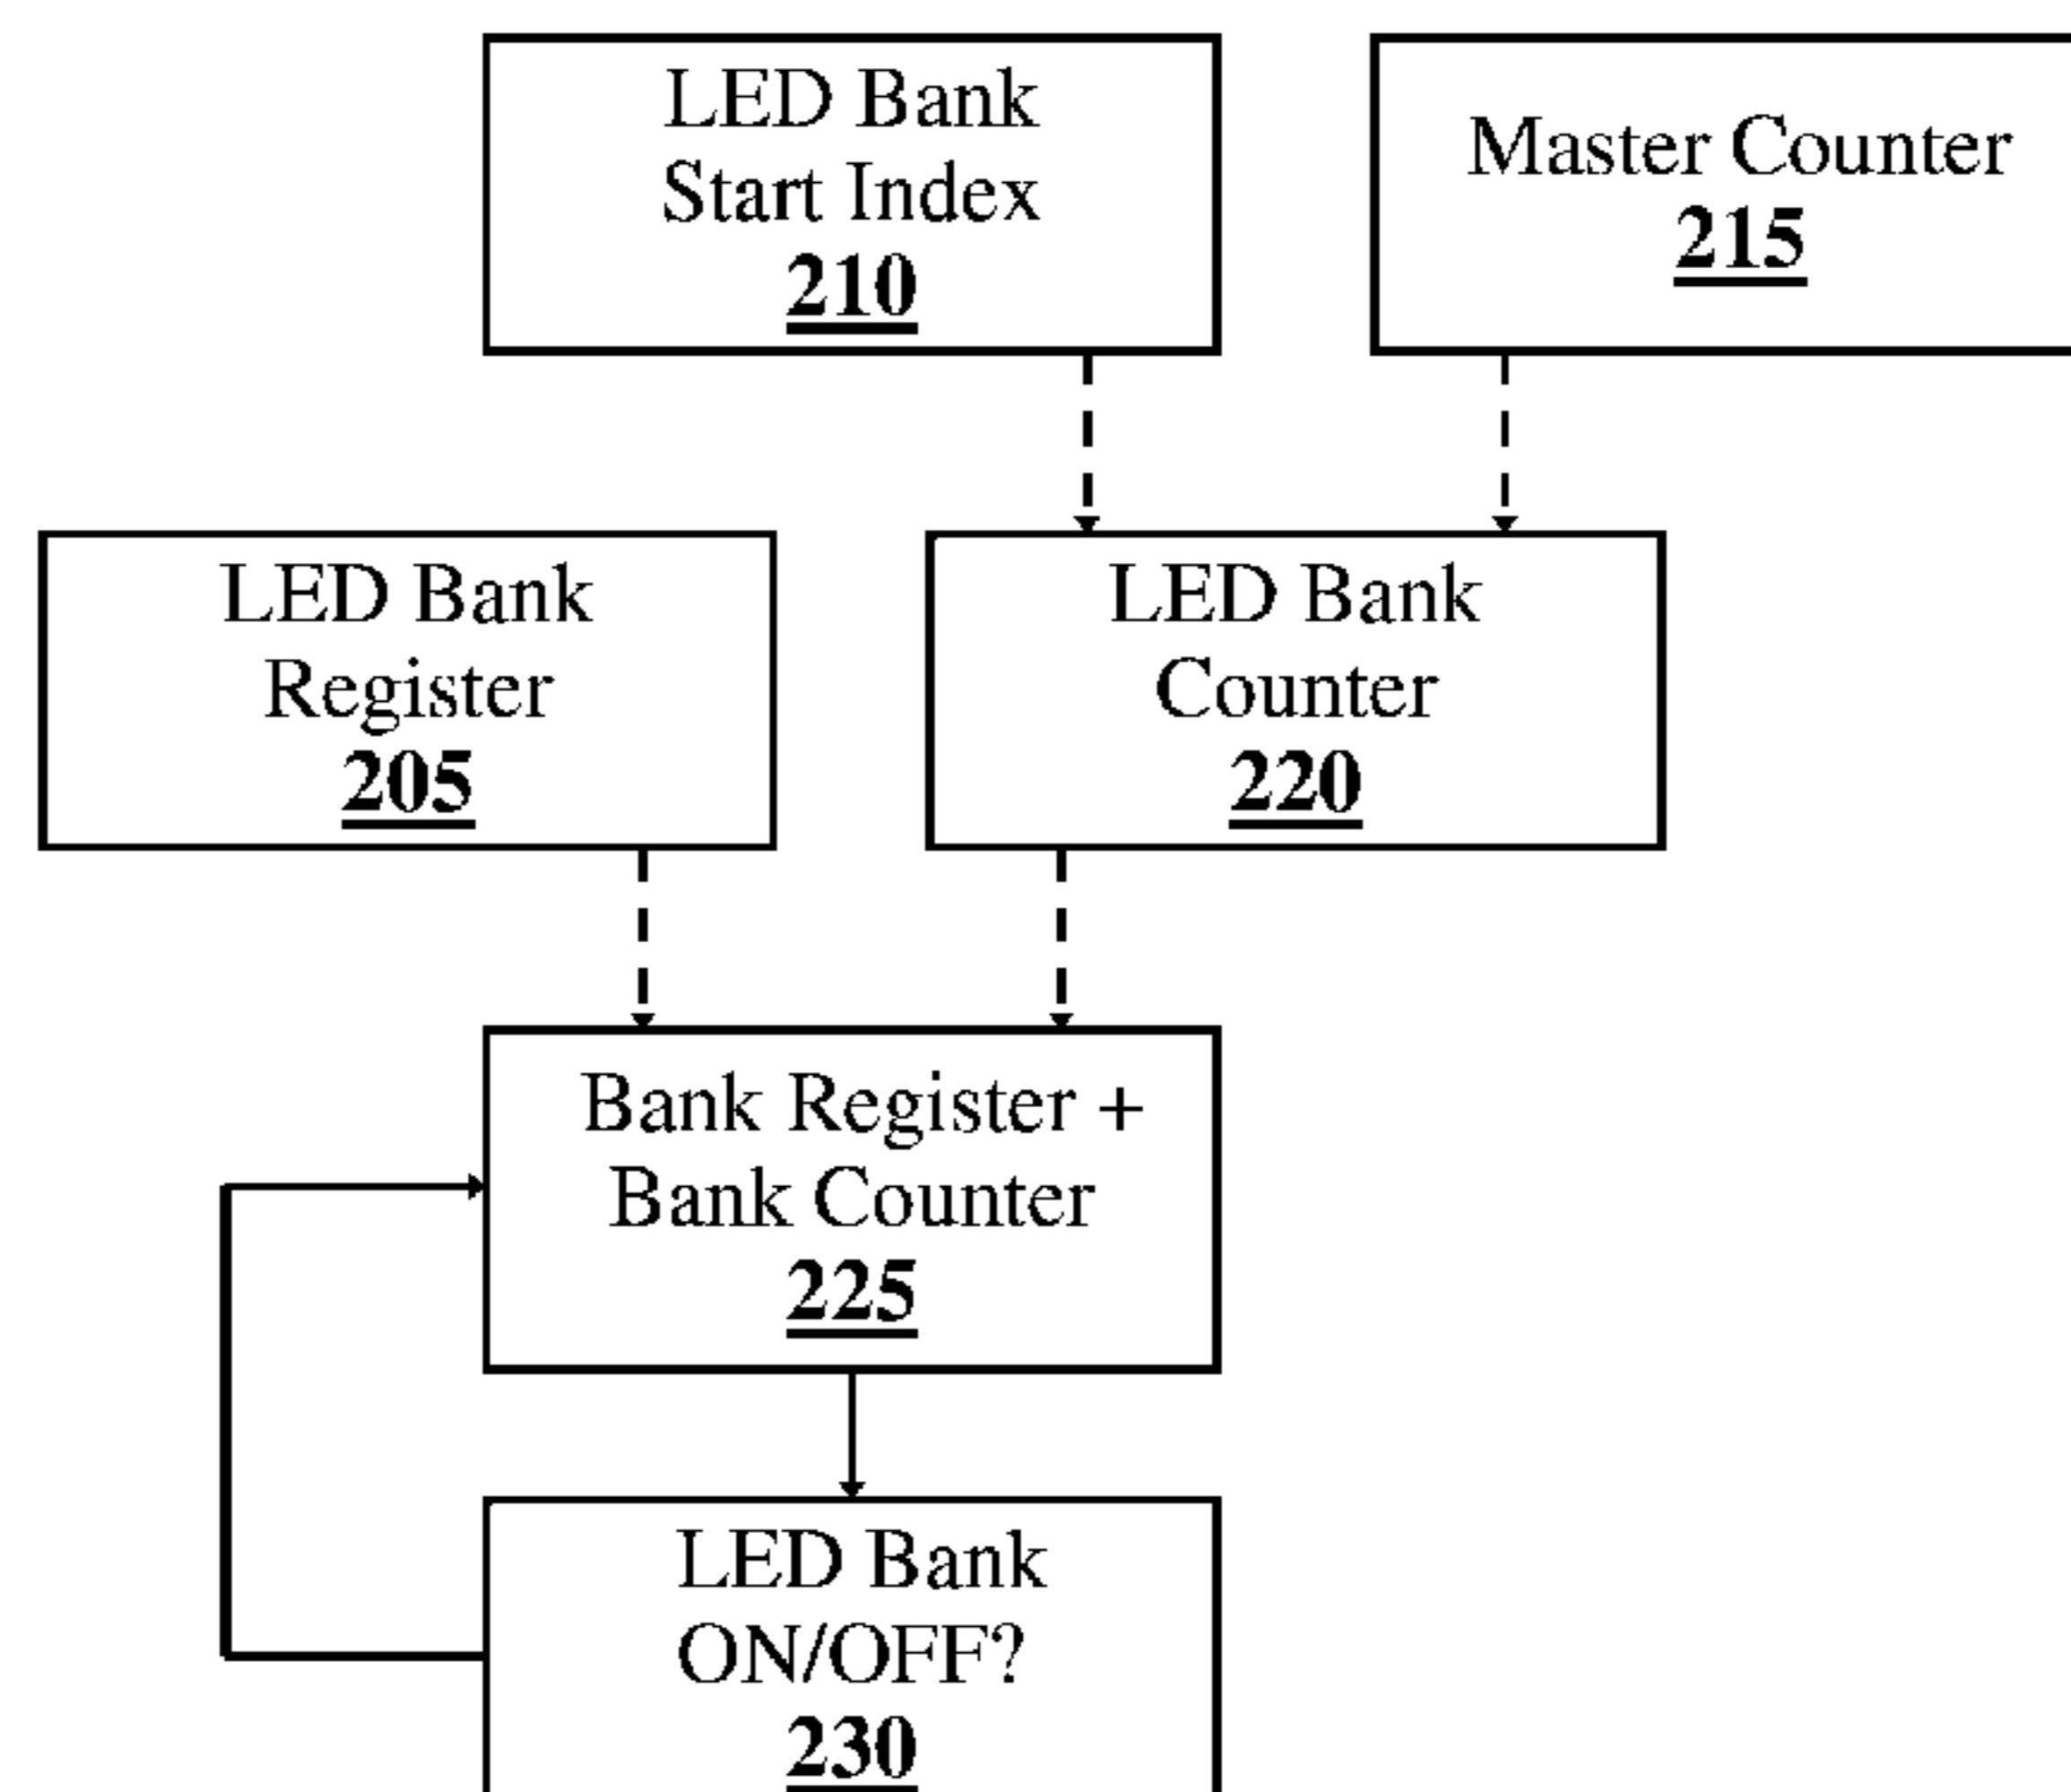 LED Bank
Start Index
210
Master Counter
215
LED Bank
Register
205
LED Bank
Counter
220
Bank Register +
Bank Counter
225
LED Bank
ON/OFF?
230